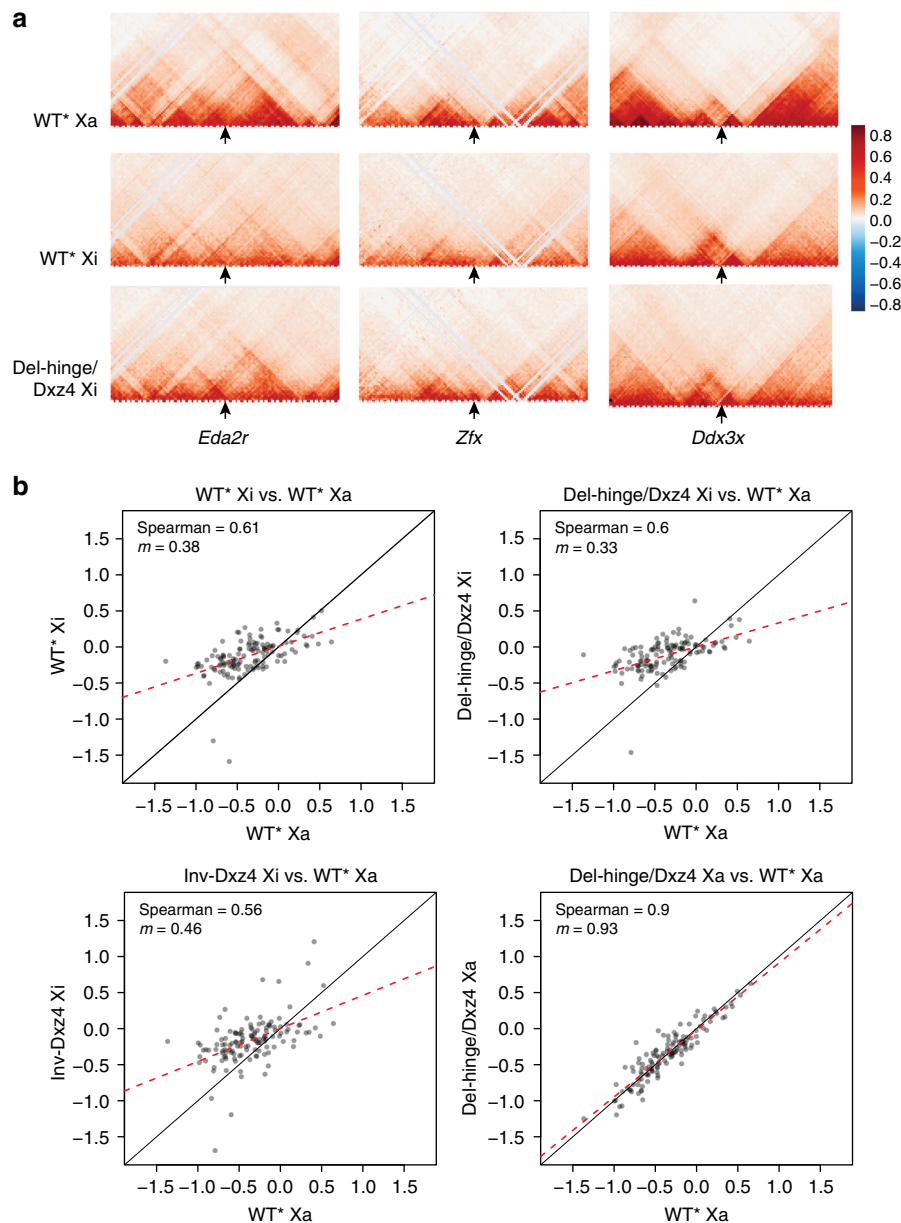 a
WT* Xa
WT* Xi
Del-hinge/
Dxz4 Xi
Eda2r
Zfx
Ddx3x
0.8
0.6
0.4
0.2
0.0
−0.2
−0.4
−0.6
−0.8
b
WT* Xi vs. WT* Xa
Spearman = 0.61
m = 0.38
WT* Xi
1.5
1.0
0.5
0.0
−0.5
−1.0
−1.5
−1.5 −1.0 −0.5 0.0 0.5 1.0 1.5
WT* Xa
Del-hinge/Dxz4 Xi vs. WT* Xa
Spearman = 0.6
m = 0.33
Del-hinge/Dxz4 Xi
1.5
1.0
0.5
0.0
−0.5
−1.0
−1.5
−1.5 −1.0 −0.5 0.0 0.5 1.0 1.5
WT* Xa
Inv-Dxz4 Xi vs. WT* Xa
Spearman = 0.56
m = 0.46
Inv-Dxz4 Xi
1.5
1.0
0.5
0.0
−0.5
−1.0
−1.5
−1.5 −1.0 −0.5 0.0 0.5 1.0 1.5
WT* Xa
Del-hinge/Dxz4 Xa vs. WT* Xa
Spearman = 0.9
m = 0.93
Del-hinge/Dxz4 Xa
1.5
1.0
0.5
0.0
−0.5
−1.0
−1.5
−1.5 −1.0 −0.5 0.0 0.5 1.0 1.5
WT* Xa